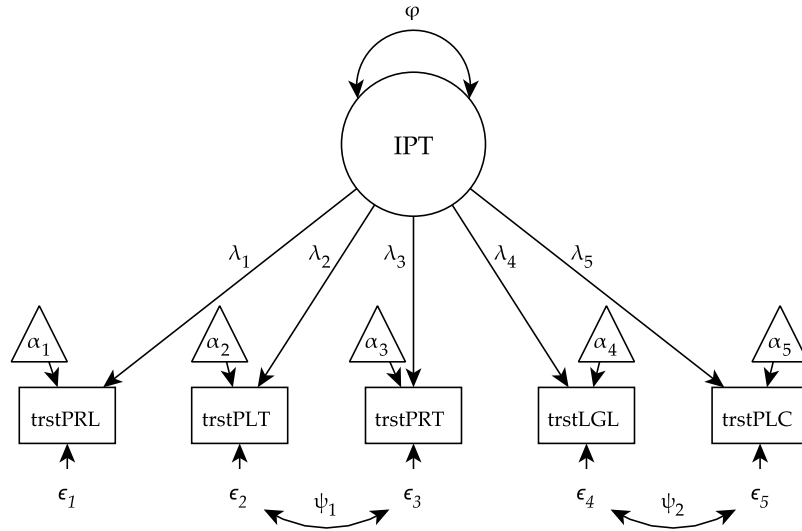 φ
IPT
λ1 λ2 λ3 λ4 λ5
α1 α2 α3 α4 α5
trstPRL trstPLT trstPRT trstLGL trstPLC
ϵ1 ϵ2 ψ1 ϵ3 ϵ4 ψ2 ϵ5